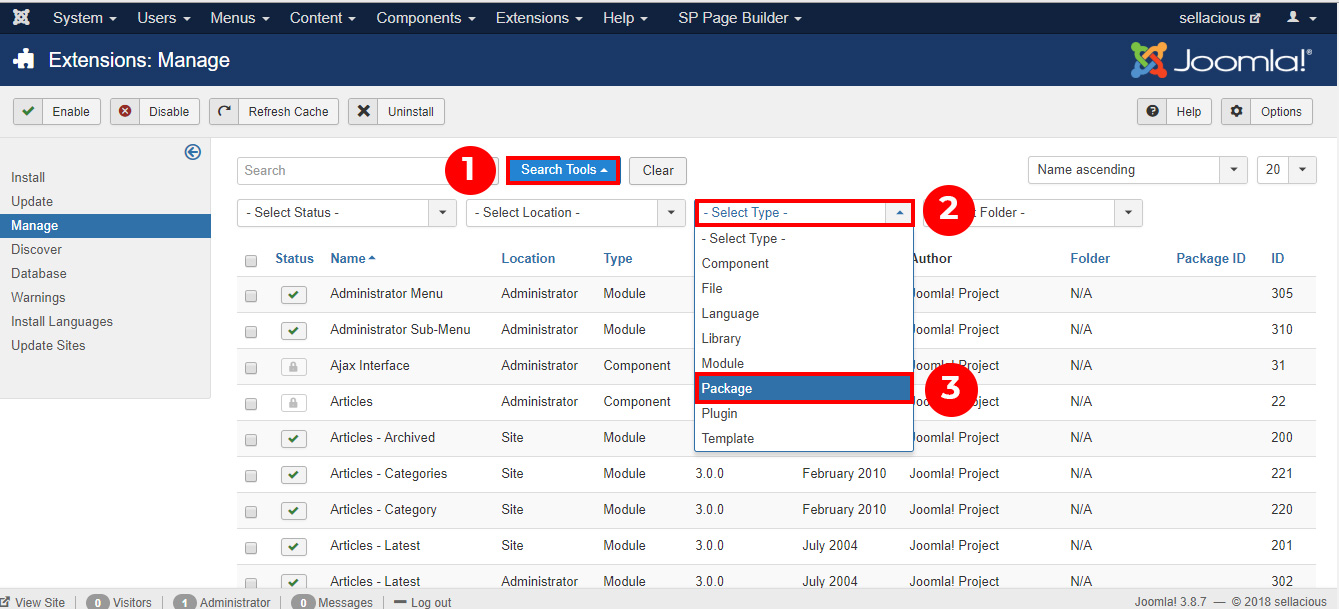 System Users Menus Content Components Extensions Help SP Page Builder sellacious
Extensions: Manage Joomla!®
Enable Disable Refresh Cache Uninstall Help Options
Search 1 Search Tools Clear Name ascending 20
Install
Update
Manage
Discover
Database
Warnings
Install Languages
Update Sites
- Select Status - - Select Location - - Select Type - 2 Folder -
- Select Type -
Component
File
Language
Library
Module
Package 3
Plugin
Template
Status Name Location Type Author Folder Package ID ID
Administrator Menu Administrator Module Joomla! Project N/A 305
Administrator Sub-Menu Administrator Module Joomla! Project N/A 310
Ajax Interface Administrator Component Joomla! Project N/A 31
Articles Administrator Component N/A 22
Articles - Archived Site Module Joomla! Project N/A 200
Articles - Categories Site Module 3.0.0 February 2010 Joomla! Project N/A 221
Articles - Category Site Module 3.0.0 February 2010 Joomla! Project N/A 220
Articles - Latest Site Module 3.0.0 July 2004 Joomla! Project N/A 201
Articles - Latest Administrator Module 3.0.0 July 2004 Joomla! Project N/A 302
View Site 0 Visitors 1 Administrator 0 Messages Log out Joomla! 3.8.7 — © 2018 sellacious